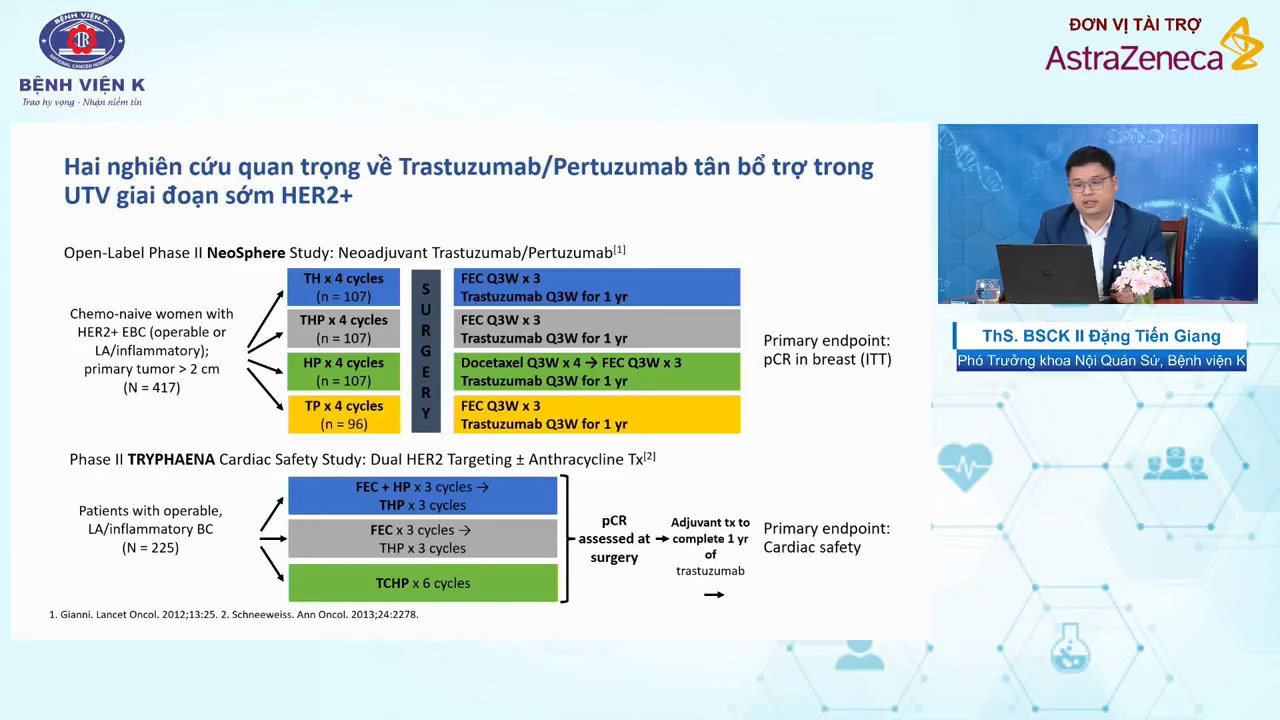 BỆNH VIỆN K
NATIONAL CANCER HOSPITAL
BỆNH VIỆN K
Trao hy vọng - Nhận niềm tin
ĐƠN VỊ TÀI TRỢ
AstraZeneca
Hai nghiên cứu quan trọng về Trastuzumab/Pertuzumab tân bổ trợ trong
UTV giai đoạn sớm HER2+
Open-Label Phase II NeoSphere Study: Neoadjuvant Trastuzumab/Pertuzumab[1]
Chemo-naive women with
HER2+ EBC (operable or
LA/inflammatory);
primary tumor > 2 cm
(N = 417)
TH x 4 cycles
(n = 107)
THP x 4 cycles
(n = 107)
HP x 4 cycles
(n = 107)
TP x 4 cycles
(n = 96)
SURGERY
FEC Q3W x 3
Trastuzumab Q3W for 1 yr
FEC Q3W x 3
Trastuzumab Q3W for 1 yr
Docetaxel Q3W x 4 → FEC Q3W x 3
Trastuzumab Q3W for 1 yr
FEC Q3W x 3
Trastuzumab Q3W for 1 yr
Primary endpoint:
pCR in breast (ITT)
Phase II TRYPHAENA Cardiac Safety Study: Dual HER2 Targeting ± Anthracycline Tx[2]
Patients with operable,
LA/inflammatory BC
(N = 225)
FEC + HP x 3 cycles →
THP x 3 cycles
FEC x 3 cycles →
THP x 3 cycles
TCHP x 6 cycles
pCR
assessed at
surgery
Adjuvant tx to
complete 1 yr
of
trastuzumab
Primary endpoint:
Cardiac safety
1. Gianni. Lancet Oncol. 2012;13:25. 2. Schneeweiss. Ann Oncol. 2013;24:2278.
ThS. BSCK II Đặng Tiến Giang
Phó Trưởng khoa Nội Quán Sứ, Bệnh viện K